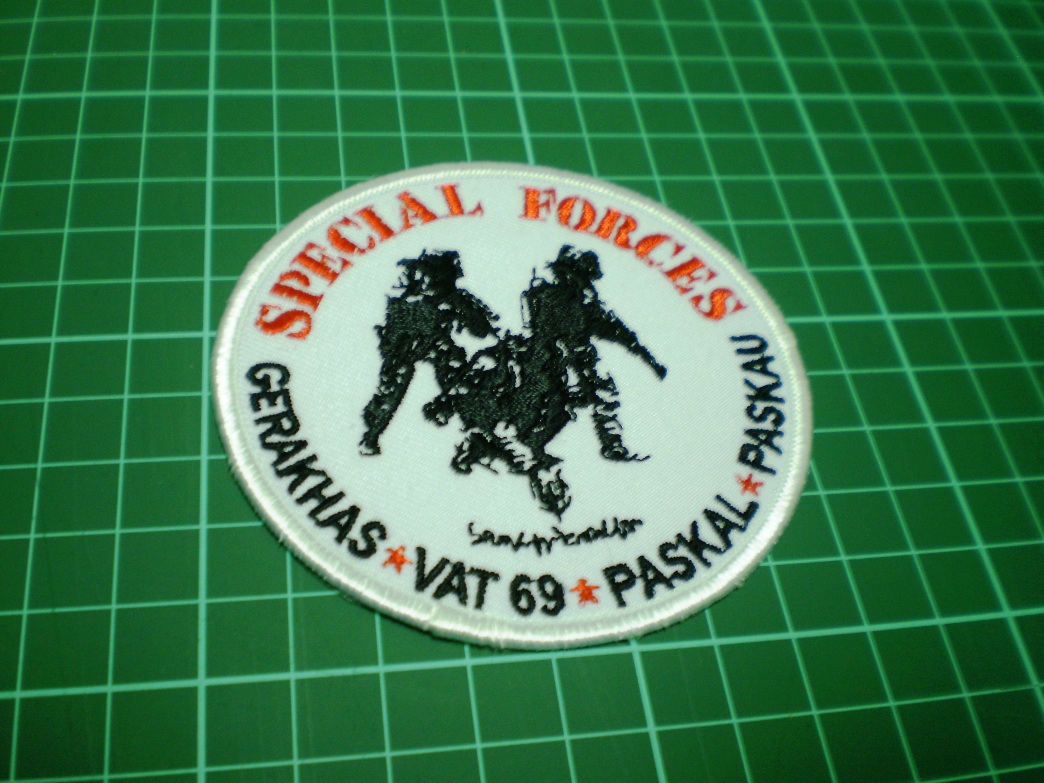 SPECIAL FORCES
GERAKHAS ★ VAT 69 ★ PASKAL ★ PASKAU